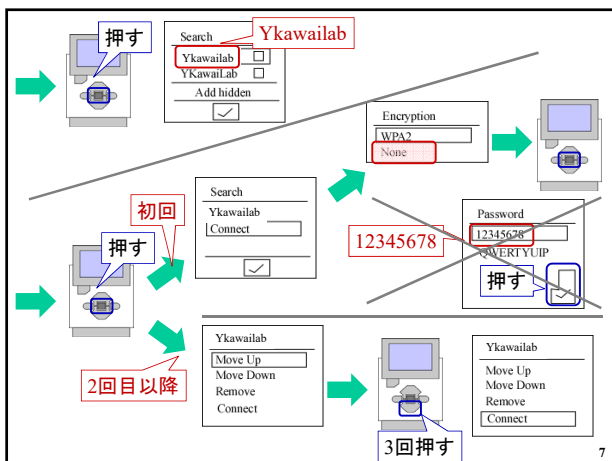 押す
Search
Ykawailab
Ykawailab
YKawaiLab
Add hidden
Encryption
WPA2
None
初回
押す
Search
Ykawailab
Connect
12345678
Password
12345678
QWERTYUIP
押す
2回目以降
Ykawailab
Move Up
Move Down
Remove
Connect
3回押す
Ykawailab
Move Up
Move Down
Remove
Connect
7